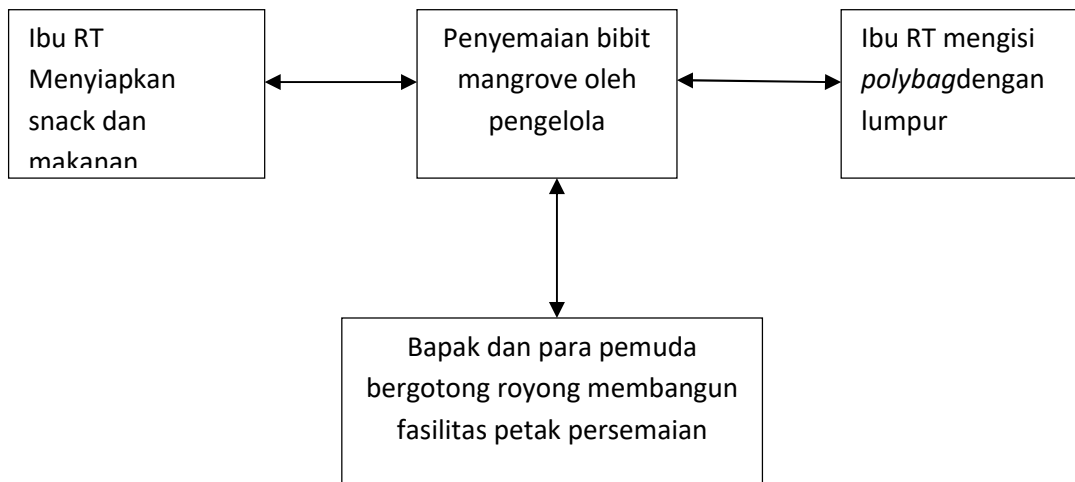 Ibu RT
Menyiapkan
snack dan
makanan
Penyemaian bibit
mangrove oleh
pengelola
Ibu RT mengisi
polybagdengan
lumpur
Bapak dan para pemuda
bergotong royong membangun
fasilitas petak persemaian